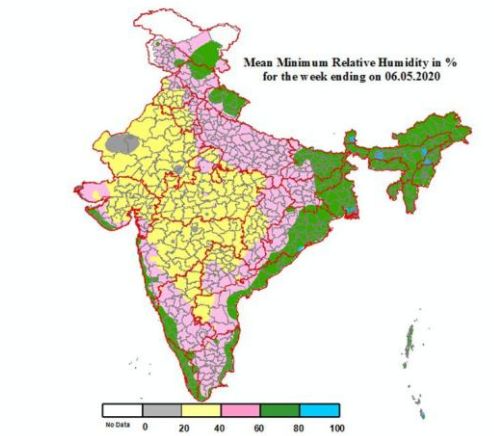 Mean Minimum Relative Humidity in %
for the week ending on 06.05.2020
No Data 0 20 40 60 80 100